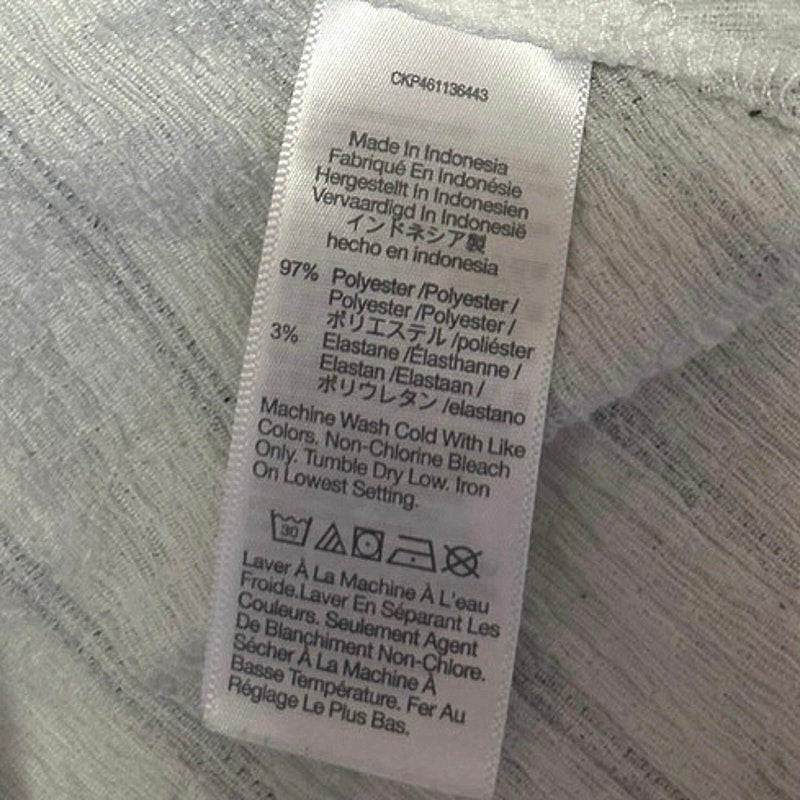 CKP461136443
Made In Indonesia
Fabriqué En Indonésie
Hergestellt In Indonesien
Vervaardigd In Indonesië
インドネシア製
hecho en indonesia
97% Polyester /Polyester /
Polyester /Polyester /
ポリエステル /poliéster
3% Elastane /Élasthanne /
Elastan /Elastaan /
ポリウレタン /elastano
Machine Wash Cold With Like
Colors. Non-Chlorine Bleach
Only. Tumble Dry Low. Iron
On Lowest Setting.
30
Laver À La Machine À L'eau
Froide.Laver En Séparant Les
Couleurs. Seulement Agent
De Blanchiment Non-Chlore.
Sécher À La Machine À
Basse Température. Fer Au
Réglage Le Plus Bas.